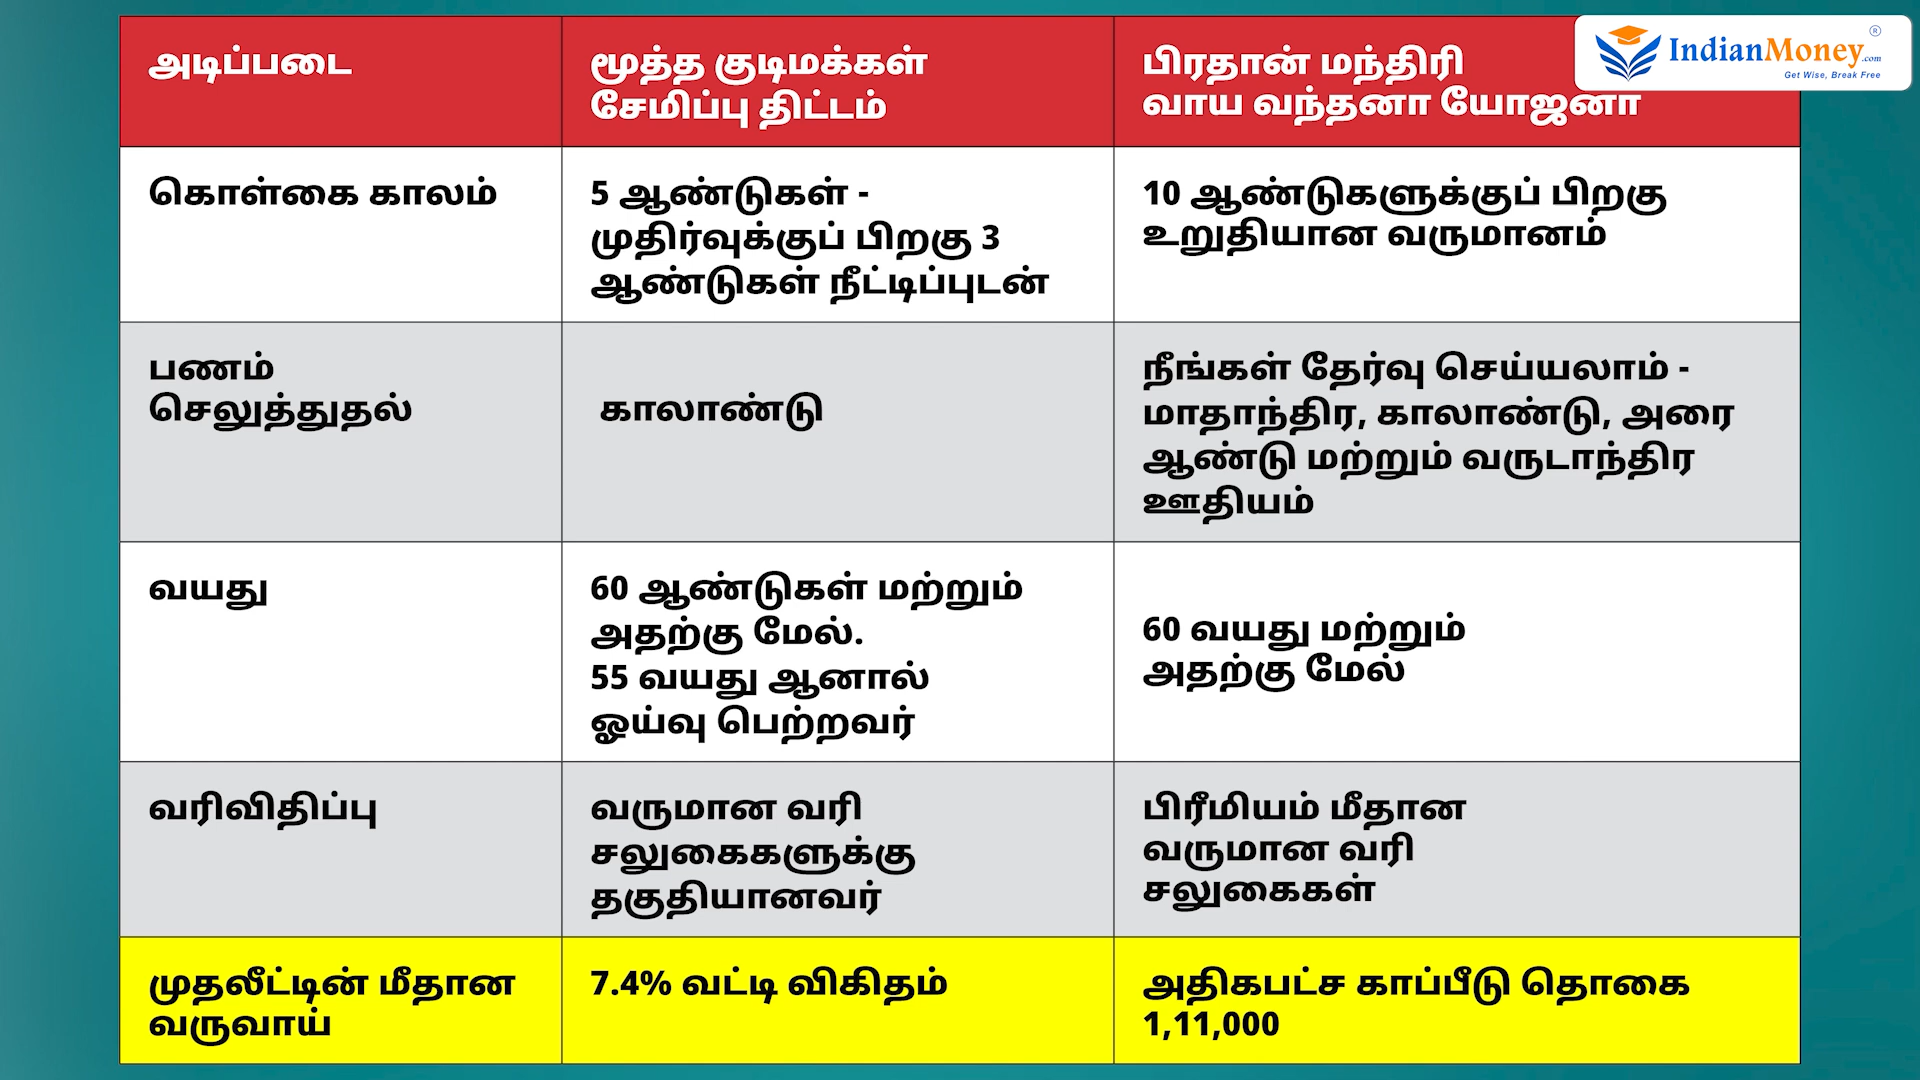 அடிப்படை
மூத்த குடிமக்கள்
சேமிப்பு திட்டம்
பிரதான் மந்திரி
வாய வந்தனா யோஜனா
IndianMoney.com
®
Get Wise, Break Free
கொள்கை காலம்
5 ஆண்டுகள் -
முதிர்வுக்குப் பிறகு 3
ஆண்டுகள் நீட்டிப்புடன்
10 ஆண்டுகளுக்குப் பிறகு
உறுதியான வருமானம்
பணம்
செலுத்துதல்
காலாண்டு
நீங்கள் தேர்வு செய்யலாம் -
மாதாந்திர, காலாண்டு, அரை
ஆண்டு மற்றும் வருடாந்திர
ஊதியம்
வயது
60 ஆண்டுகள் மற்றும்
அதற்கு மேல்.
55 வயது ஆனால்
ஓய்வு பெற்றவர்
60 வயது மற்றும்
அதற்கு மேல்
வரிவிதிப்பு
வருமான வரி
சலுகைகளுக்கு
தகுதியானவர்
பிரீமியம் மீதான
வருமான வரி
சலுகைகள்
முதலீட்டின் மீதான
வருவாய்
7.4% வட்டி விகிதம்
அதிகபட்ச காப்பீடு தொகை
1,11,000